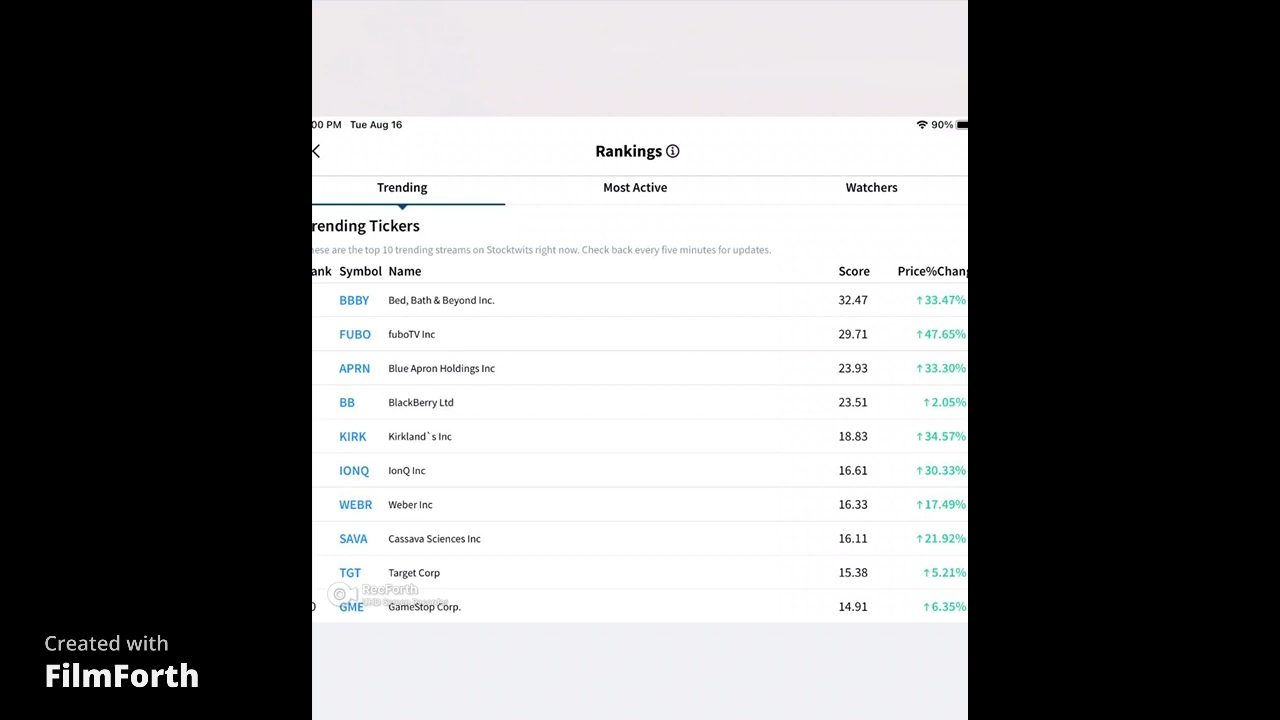 00 PM Tue Aug 16 90%
Rankings
Trending Most Active Watchers
rending Tickers
ese are the top 10 trending streams on Stocktwits right now. Check back every five minutes for updates.
ank Symbol Name Score Price%Chang
BBBY Bed, Bath & Beyond Inc. 32.47 ↑33.47%
FUBO fuboTV Inc 29.71 ↑47.65%
APRN Blue Apron Holdings Inc 23.93 ↑33.30%
BB BlackBerry Ltd 23.51 ↑2.05%
KIRK Kirkland`s Inc 18.83 ↑34.57%
IONQ IonQ Inc 16.61 ↑30.33%
WEBR Weber Inc 16.33 ↑17.49%
SAVA Cassava Sciences Inc 16.11 ↑21.92%
TGT Target Corp 15.38 ↑5.21%
RecForth
0 GME GameStop Corp. 14.91 ↑6.35%
Created with
FilmForth